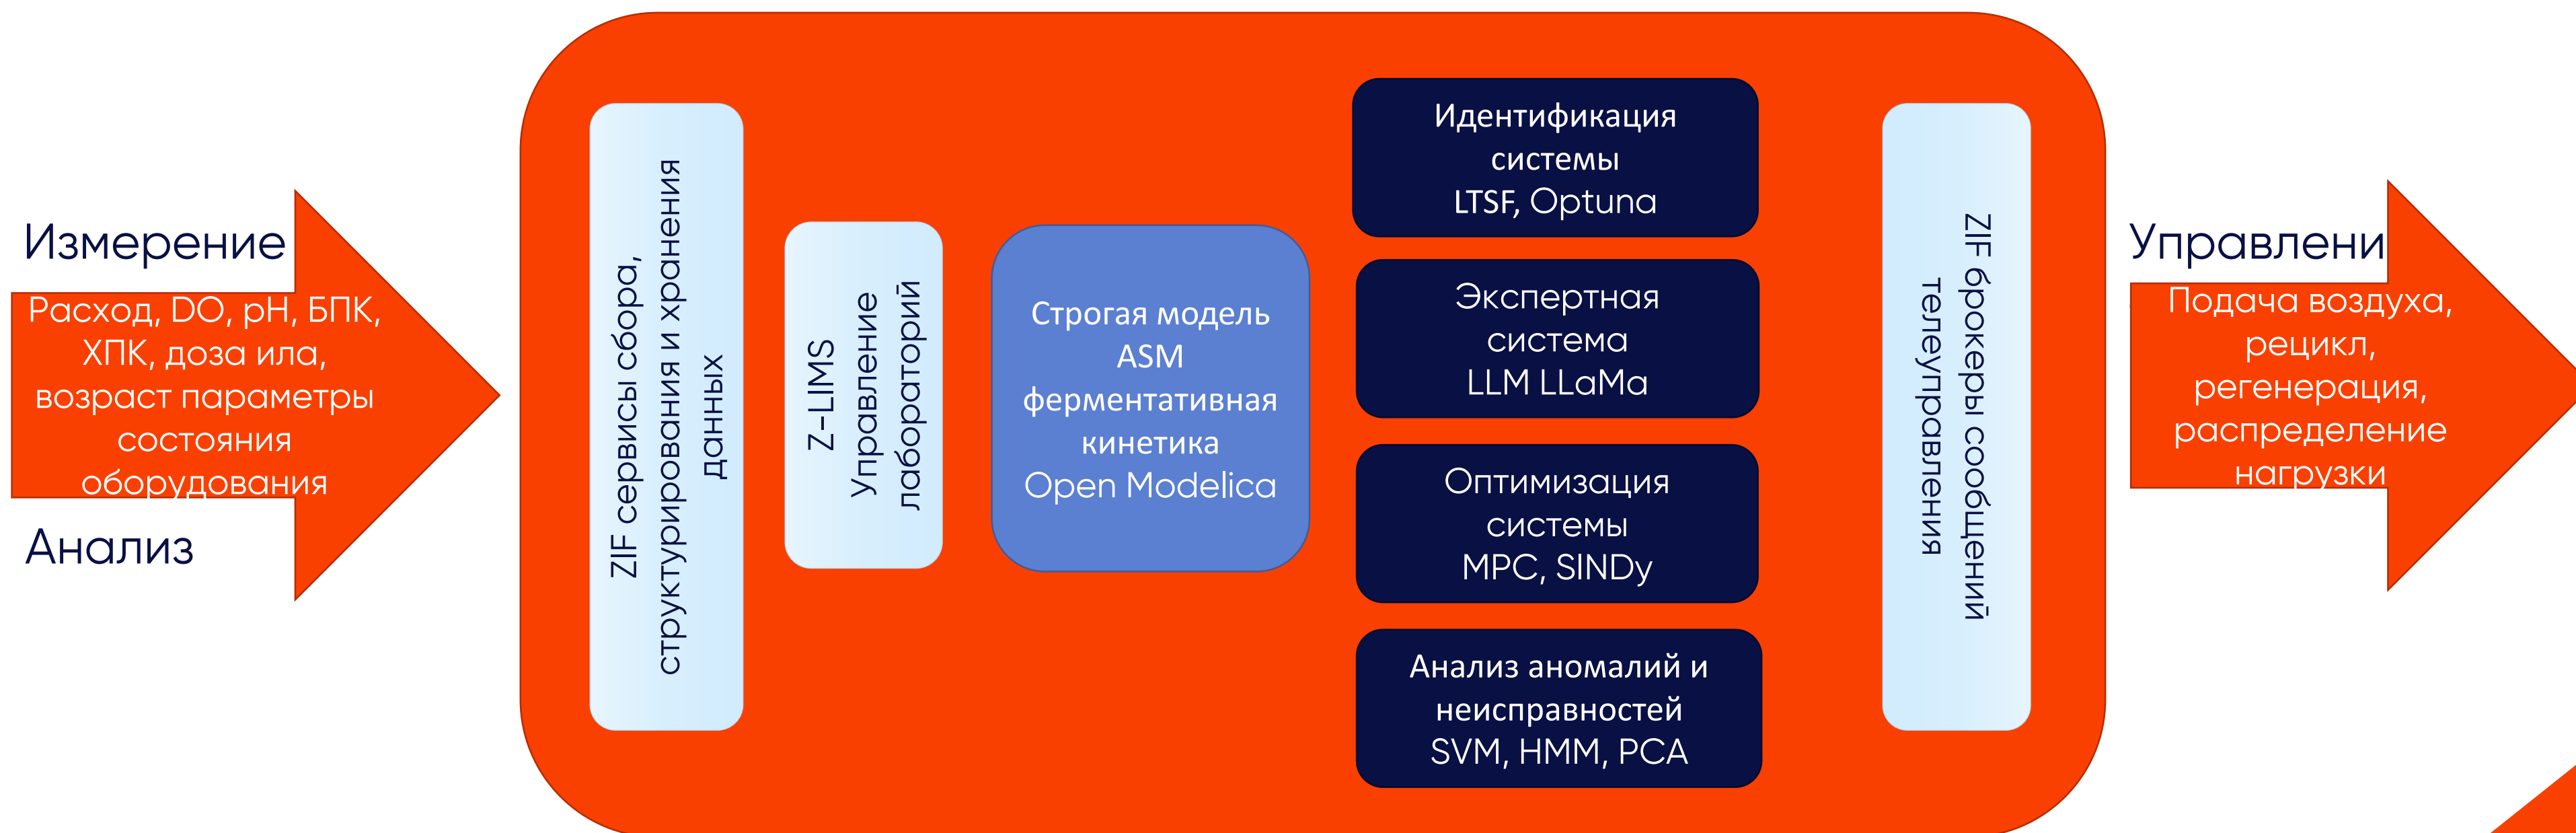 Измерение
Расход, DO, pH, БПК,
ХПК, доза ила,
возраст параметры
состояния
оборудования
Анализ
ZIF сервисы сбора,
структурирования и хранения
данных
Z-LIMS
Управление
лабораторий
Строгая модель
ASM
ферментативная
кинетика
Open Modelica
Идентификация
системы
LTSF, Optuna
Экспертная
система
LLM LLaMa
Оптимизация
системы
MPC, SINDy
Анализ аномалий и
неисправностей
SVM, HMM, PCA
ZIF брокеры сообщений
телеуправления
Управлени
Подача воздуха,
рецикл,
регенерация,
распределение
нагрузки